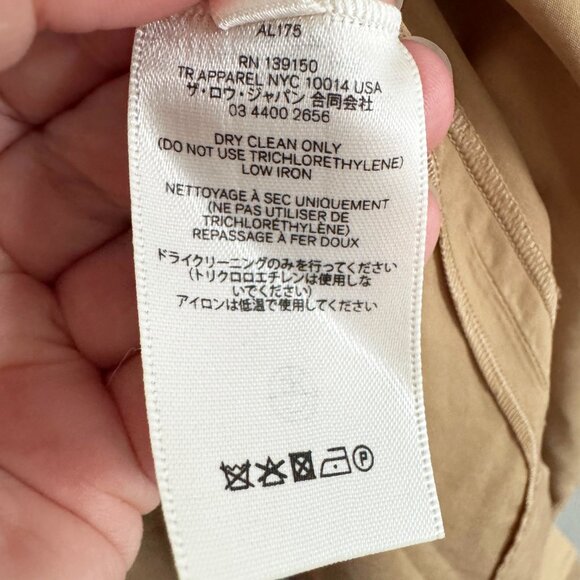 AL175
RN 139150
TR APPAREL NYC 10014 USA
ザ・ロウ・ジャパン 合同会社
03 4400 2656
DRY CLEAN ONLY
(DO NOT USE TRICHLORETHYLENE)
LOW IRON
NETTOYAGE À SEC UNIQUEMENT
(NE PAS UTILISER DE
TRICHLORÉTHYLÈNE)
REPASSAGE À FER DOUX
ドライクリーニングのみを行ってください
(トリクロロエチレンは使用しな
いでください)
アイロンは低温で使用してください
P